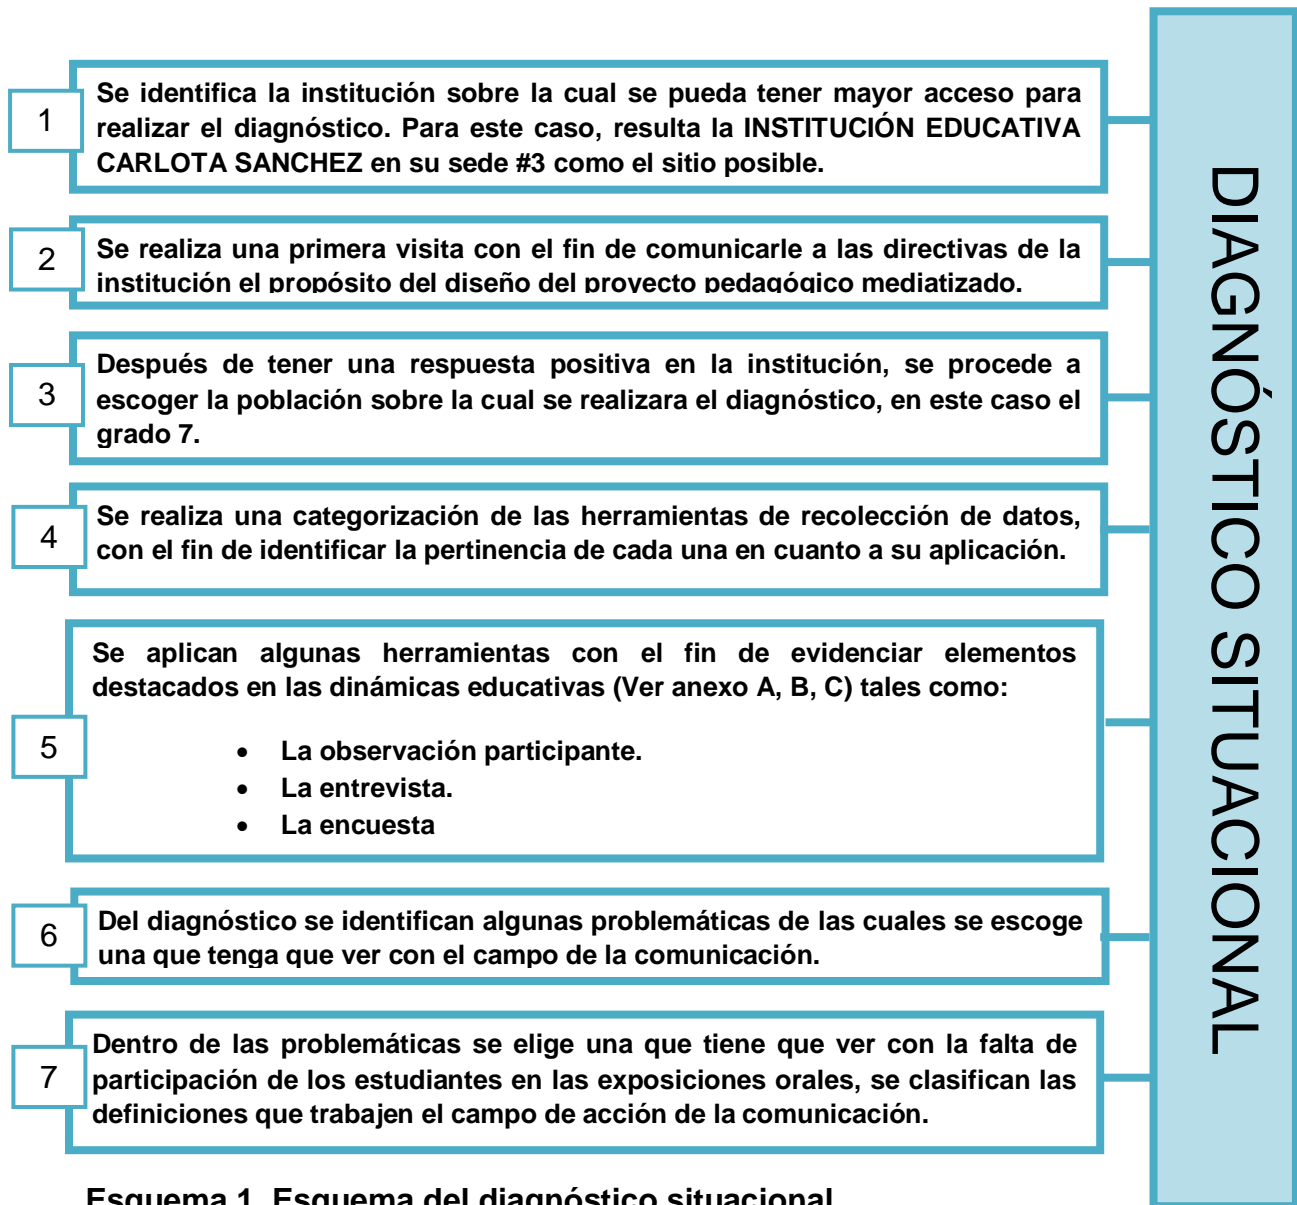 1
Se identifica la institución sobre la cual se pueda tener mayor acceso para
realizar el diagnóstico. Para este caso, resulta la INSTITUCIÓN EDUCATIVA
CARLOTA SANCHEZ en su sede #3 como el sitio posible.
2
Se realiza una primera visita con el fin de comunicarle a las directivas de la
institución el propósito del diseño del proyecto pedagógico mediatizado.
3
Después de tener una respuesta positiva en la institución, se procede a
escoger la población sobre la cual se realizara el diagnóstico, en este caso el
grado 7.
4
Se realiza una categorización de las herramientas de recolección de datos,
con el fin de identificar la pertinencia de cada una en cuanto a su aplicación.
5
Se aplican algunas herramientas con el fin de evidenciar elementos
destacados en las dinámicas educativas (Ver anexo A, B, C) tales como:
• La observación participante.
• La entrevista.
• La encuesta
6
Del diagnóstico se identifican algunas problemáticas de las cuales se escoge
una que tenga que ver con el campo de la comunicación.
7
Dentro de las problemáticas se elige una que tiene que ver con la falta de
participación de los estudiantes en las exposiciones orales, se clasifican las
definiciones que trabajen el campo de acción de la comunicación.
DIAGNÓSTICO SITUACIONAL
Esquema 1. Esquema del diagnóstico situacional